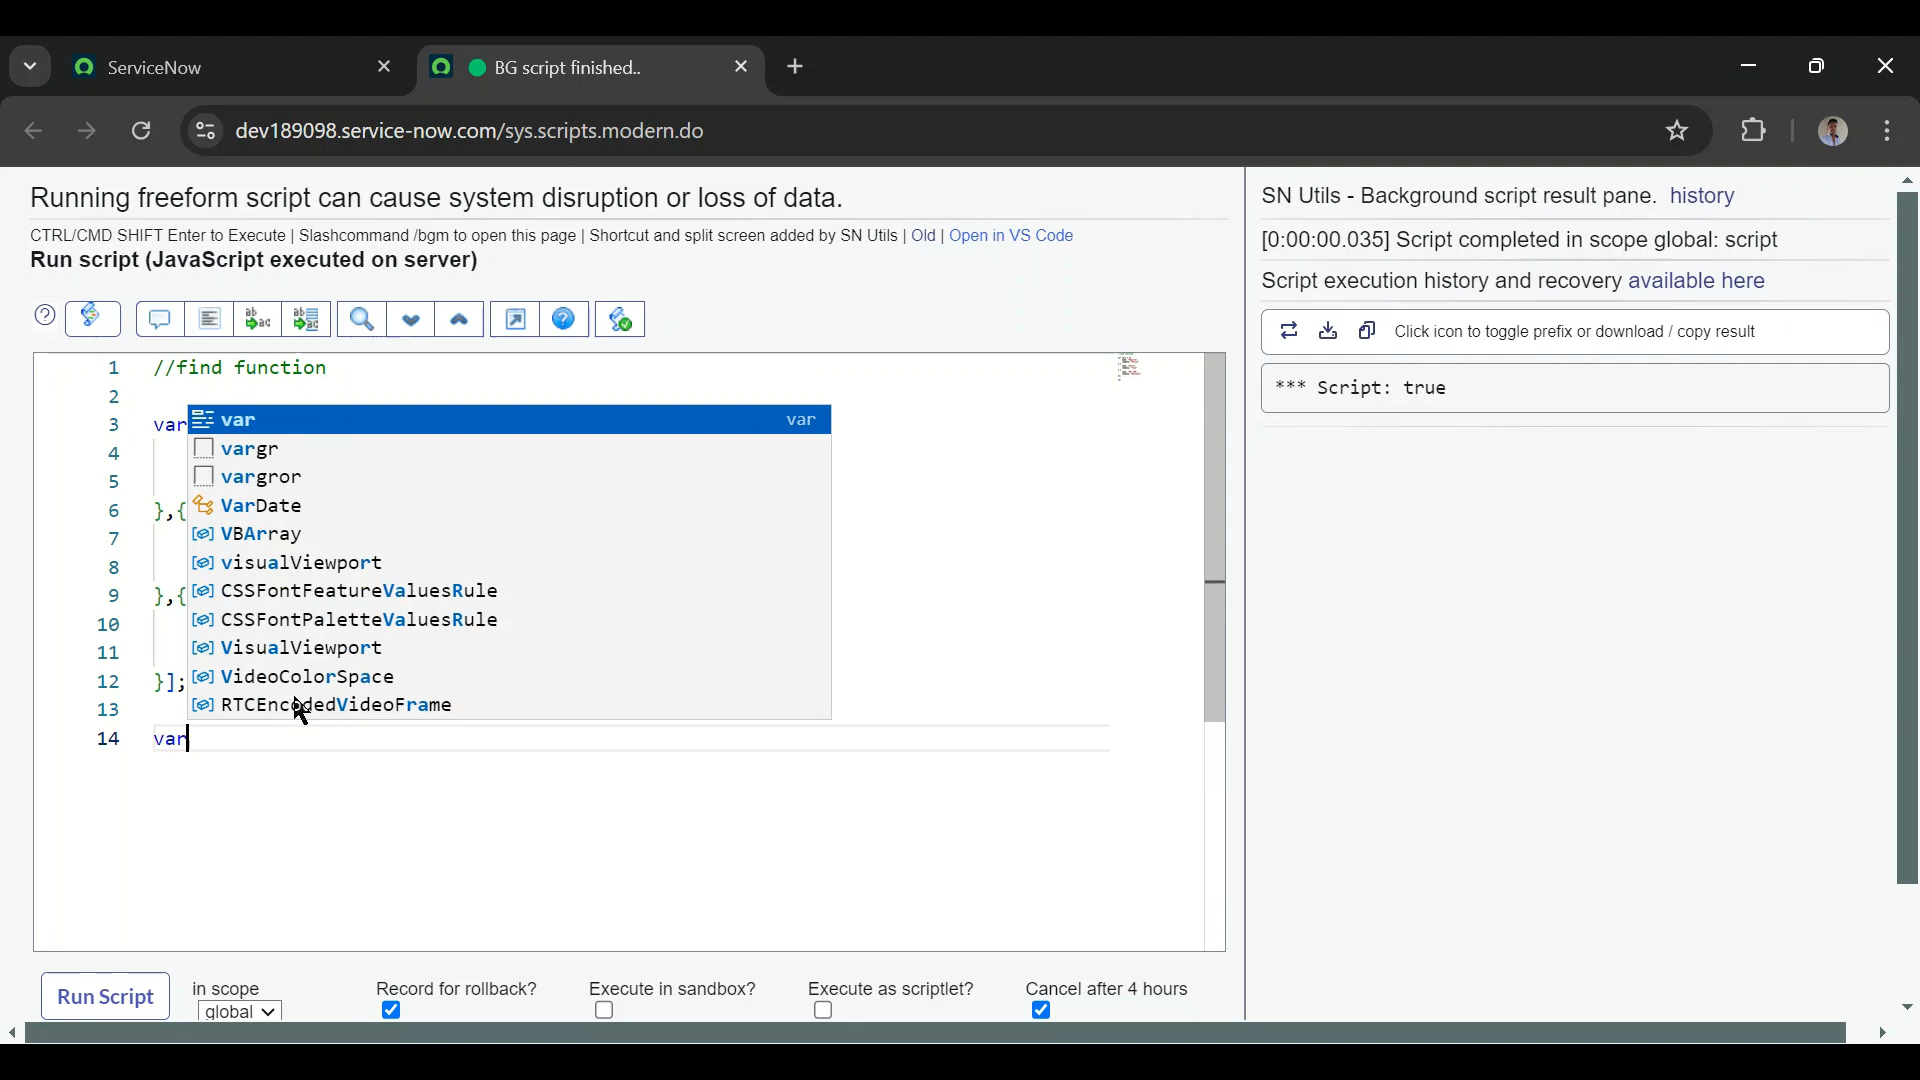 ServiceNow
BG script finished..
dev189098.service-now.com/sys.scripts.modern.do
Running freeform script can cause system disruption or loss of data.
CTRL/CMD SHIFT Enter to Execute | Slashcommand /bgm to open this page | Shortcut and split screen added by SN Utils | Old | Open in VS Code
Run script (JavaScript executed on server)
1 //find function
2
3 var
4
5
6 },{
7
8
9 },{
10
11
12 }];
13
14 var
var var
vargr
vargror
VarDate
VBArray
visualViewport
CSSFontFeatureValuesRule
CSSFontPaletteValuesRule
VisualViewport
VideoColorSpace
RTCEncodedVideoFrame
Run Script
in scope
global
Record for rollback?
Execute in sandbox?
Execute as scriptlet?
Cancel after 4 hours
SN Utils - Background script result pane. history
[0:00:00.035] Script completed in scope global: script
Script execution history and recovery available here
Click icon to toggle prefix or download / copy result
*** Script: true